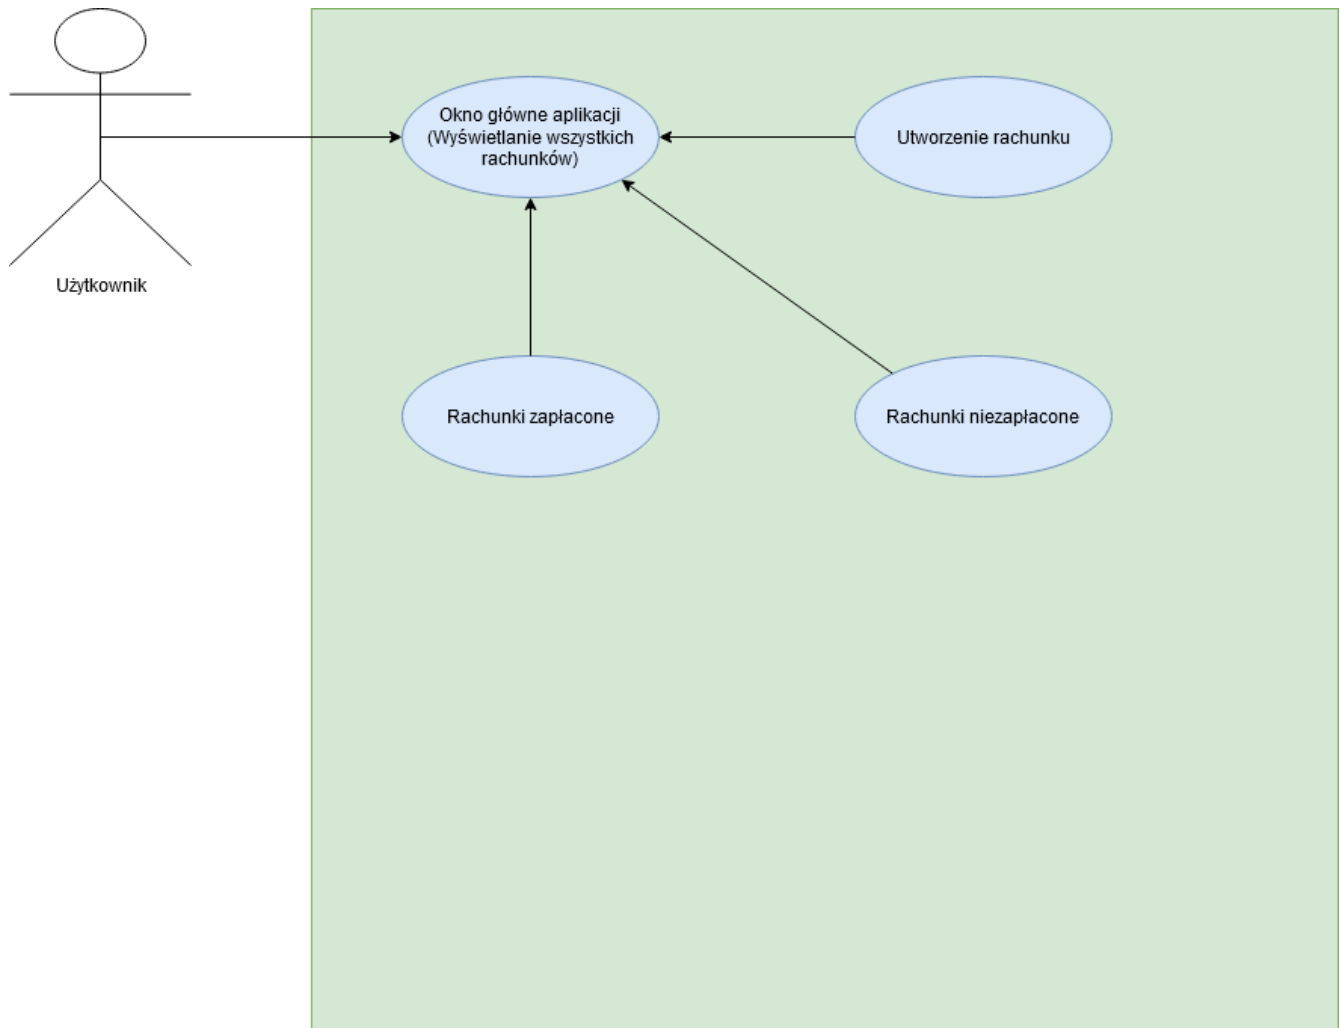 Okno główne aplikacji
(Wyświetlanie wszystkich
rachunków)
Utworzenie rachunku
Użytkownik
Rachunki zapłacone
Rachunki niezapłacone